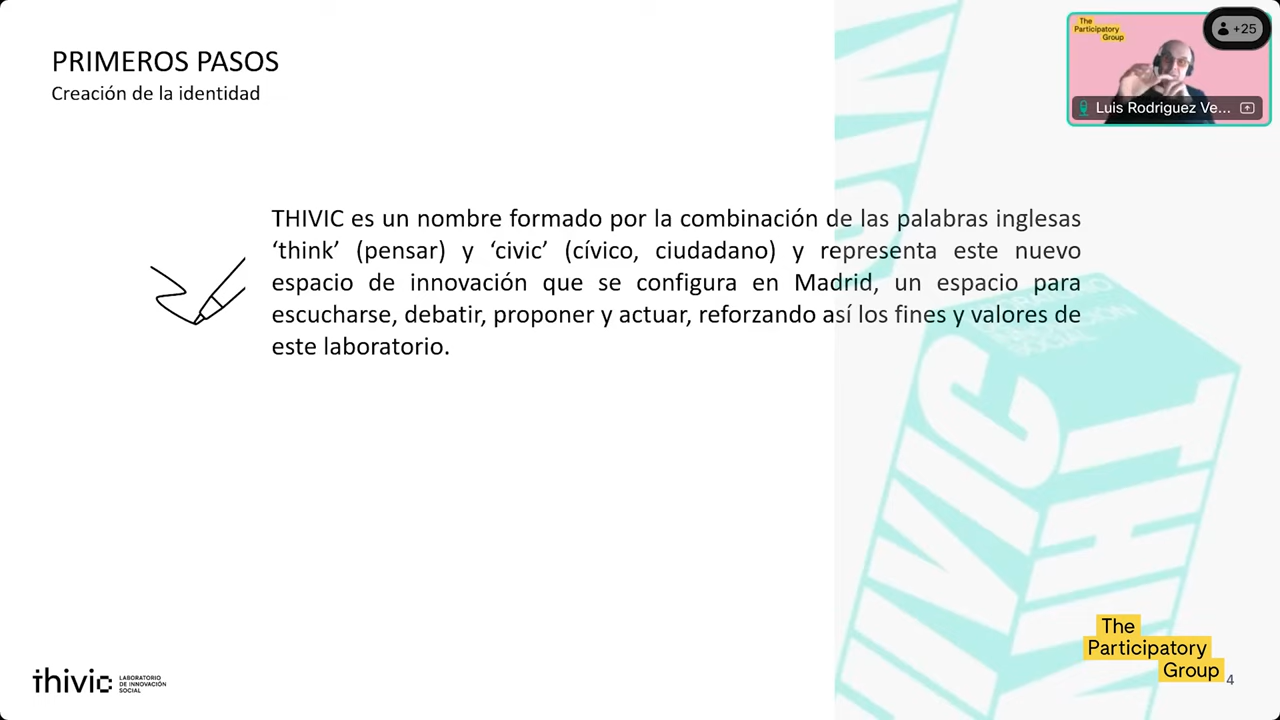 PRIMEROS PASOS
Creación de la identidad
The
Participatory
Group
+25
Luis Rodriguez Ve...
THIVIC es un nombre formado por la combinación de las palabras inglesas
‘think’ (pensar) y ‘civic’ (cívico, ciudadano) y representa este nuevo
espacio de innovación que se configura en Madrid, un espacio para
escucharse, debatir, proponer y actuar, reforzando así los fines y valores de
este laboratorio.
THIVIC
thivic
LABORATORIO
DE INNOVACIÓN
SOCIAL
The
Participatory
Group
4